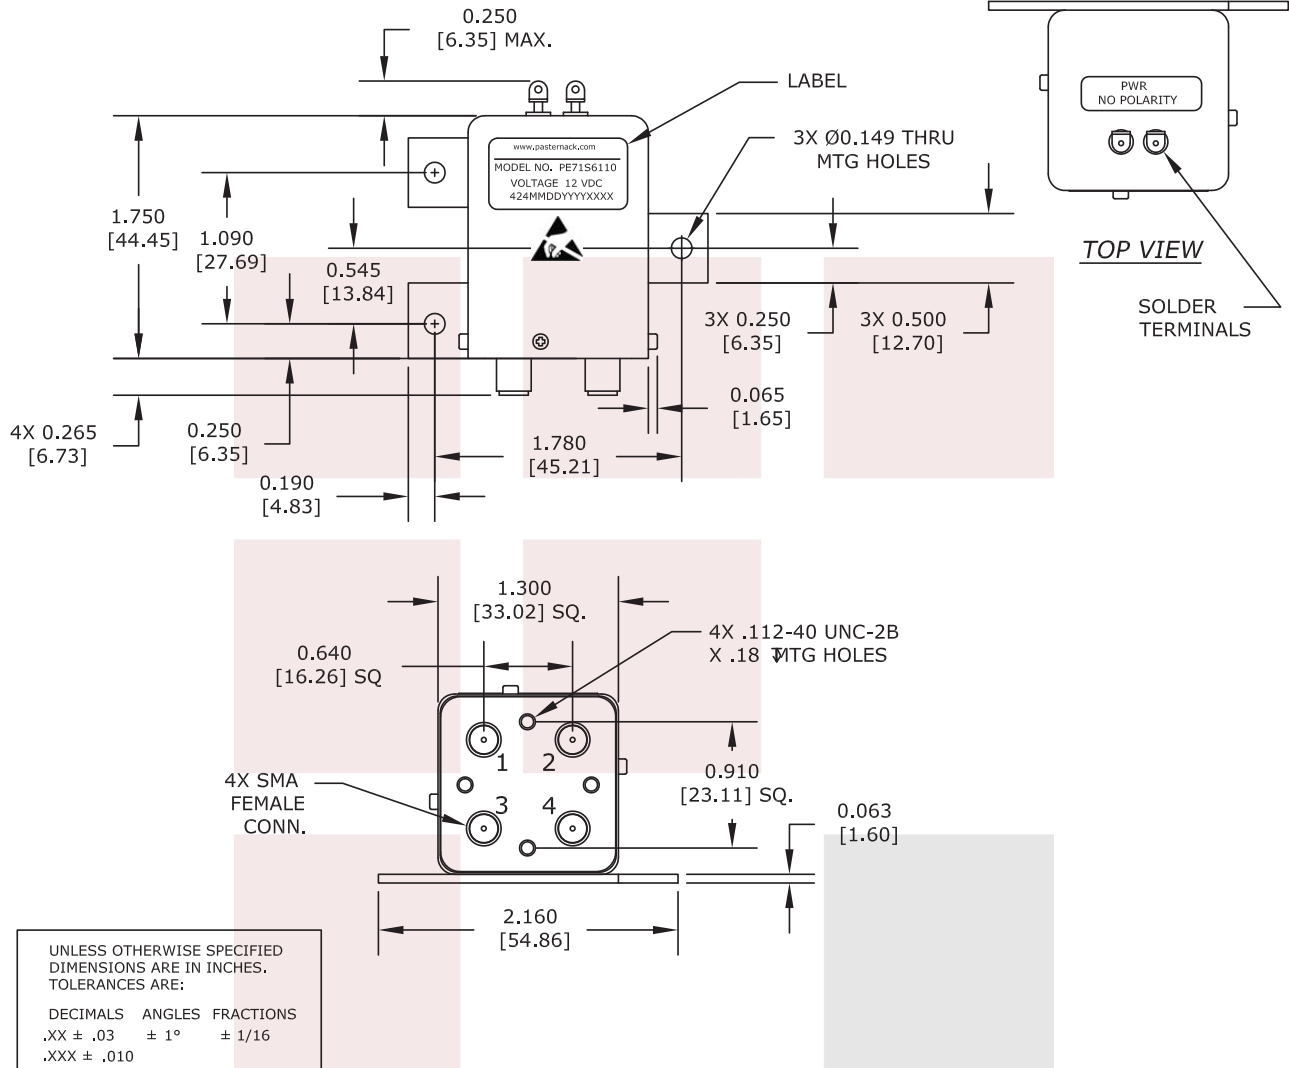 0.250
[6.35] MAX.
LABEL
3X Ø0.149 THRU
MTG HOLES
www.pasternack.com
MODEL NO. PE71S6110
VOLTAGE 12 VDC
424MMDDYYYYXXXX
PWR
NO POLARITY
TOP VIEW
SOLDER
TERMINALS
1.750
[44.45]
1.090
[27.69]
0.545
[13.84]
3X 0.250
[6.35]
3X 0.500
[12.70]
0.065
[1.65]
4X 0.265
[6.73]
0.250
[6.35]
1.780
[45.21]
0.190
[4.83]
1.300
[33.02] SQ.
0.640
[16.26] SQ
4X .112-40 UNC-2B
X .18 ↧ MTG HOLES
1 2
3 4
4X SMA
FEMALE
CONN.
0.910
[23.11] SQ.
0.063
[1.60]
2.160
[54.86]
UNLESS OTHERWISE SPECIFIED
DIMENSIONS ARE IN INCHES.
TOLERANCES ARE:
DECIMALS ANGLES FRACTIONS
.XX ± .03 ± 1° ± 1/16
.XXX ± .010